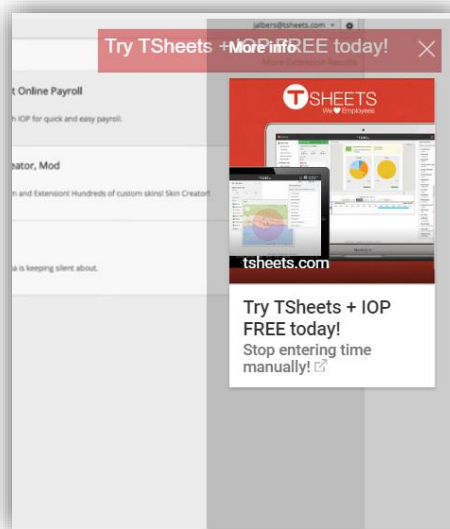 jalbers@tsheets.com
Try TSheets + IOP FREE today!
More info
More Extension Results
t Online Payroll
h IOP for quick and easy payroll.
eator, Mod
n and Extension! Hundreds of custom skins! Skin Creator!
a is keeping silent about.
TSHEETS
We ♥ Employees
tsheets.com
Try TSheets + IOP
FREE today!
Stop entering time
manually!